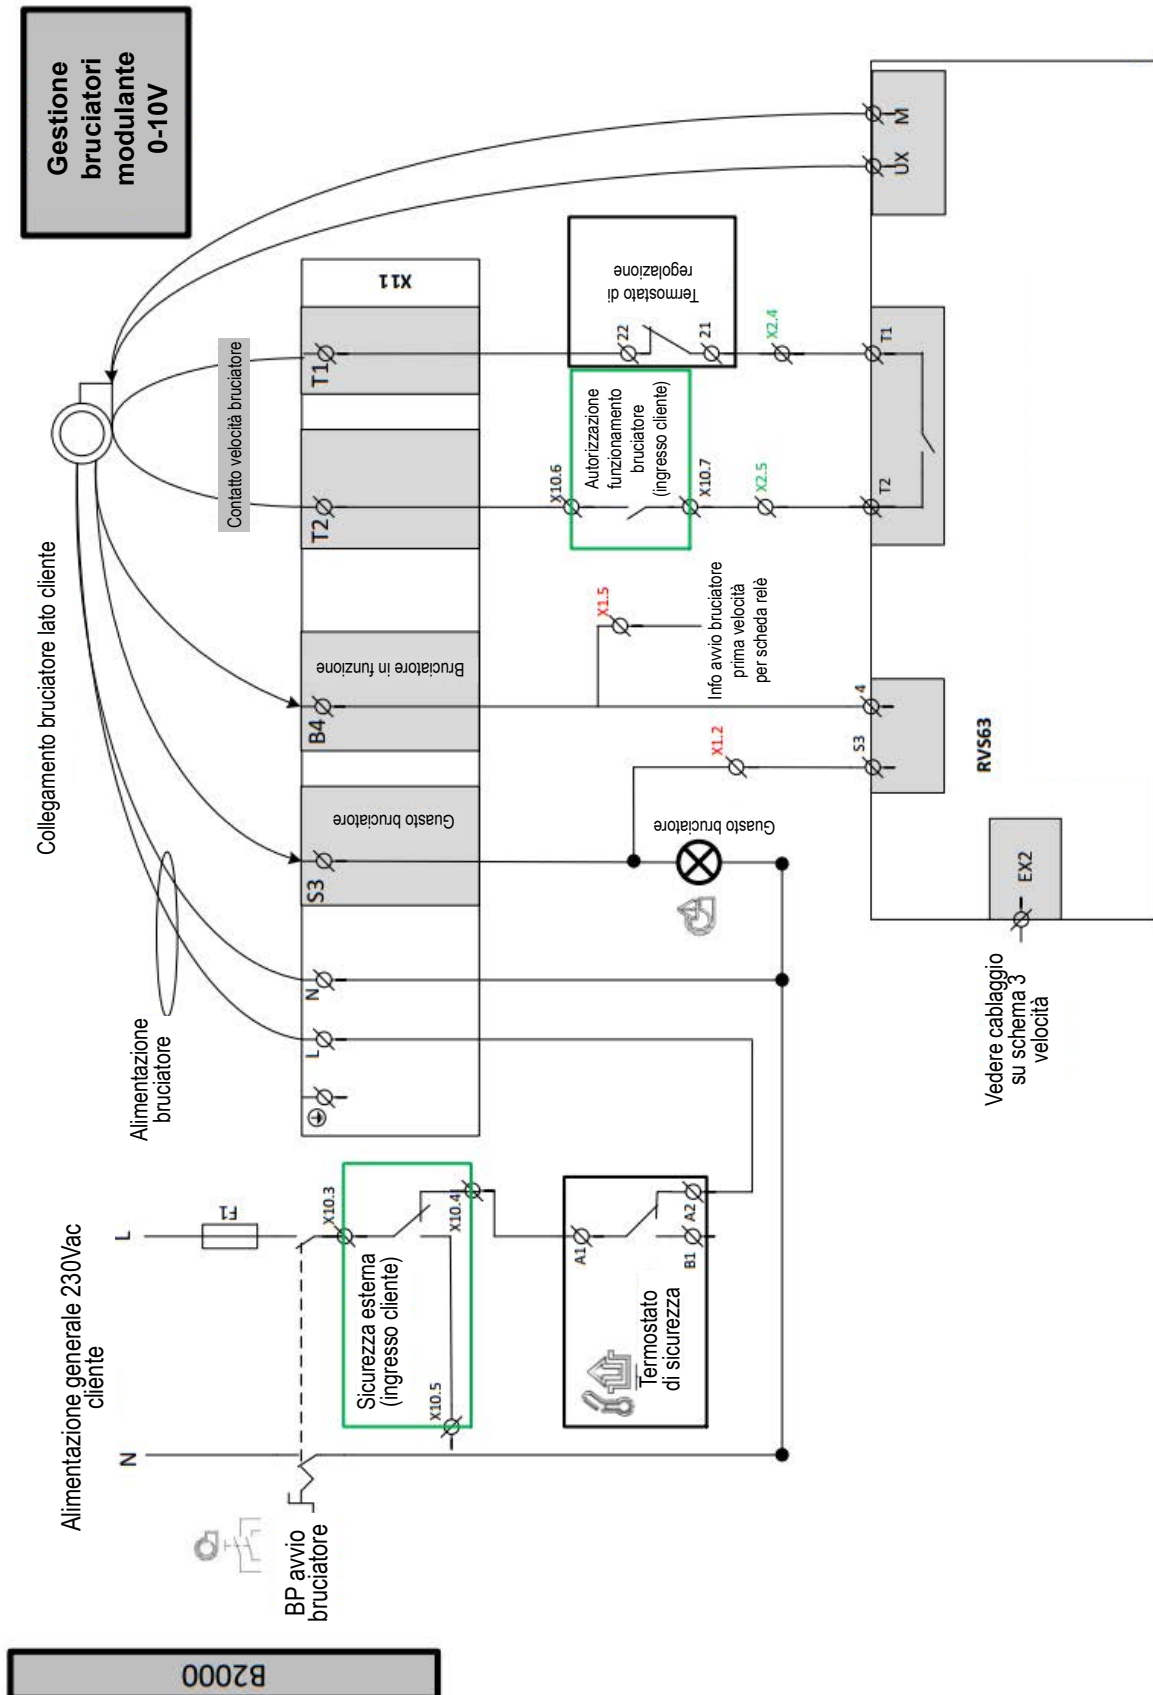 Gestione
bruciatori
modulante
0-10V
Collegamento bruciatore lato cliente
Contatto velocità bruciatore
Alimentazione
bruciatore
Alimentazione generale 230Vac
cliente
N
L
F1
BP avvio
bruciatore
B2000
X11
T1
T2
B4
Bruciatore in funzione
S3
Guasto bruciatore
N
L
X10.3
X10.4
X10.5
Sicurezza esterna
(ingresso cliente)
A1
A2
B1
Termostato
di sicurezza
Termostato di
regolazione
22
21
X2.4
X10.6
Autorizzazione
funzionamento
bruciatore
(ingresso cliente)
X10.7
X2.5
X1.5
Info avvio bruciatore
prima velocità
per scheda relè
X1.2
Guasto bruciatore
M
UX
T1
T2
4
S3
RVS63
EX2
Vedere cablaggio
su schema 3
velocità